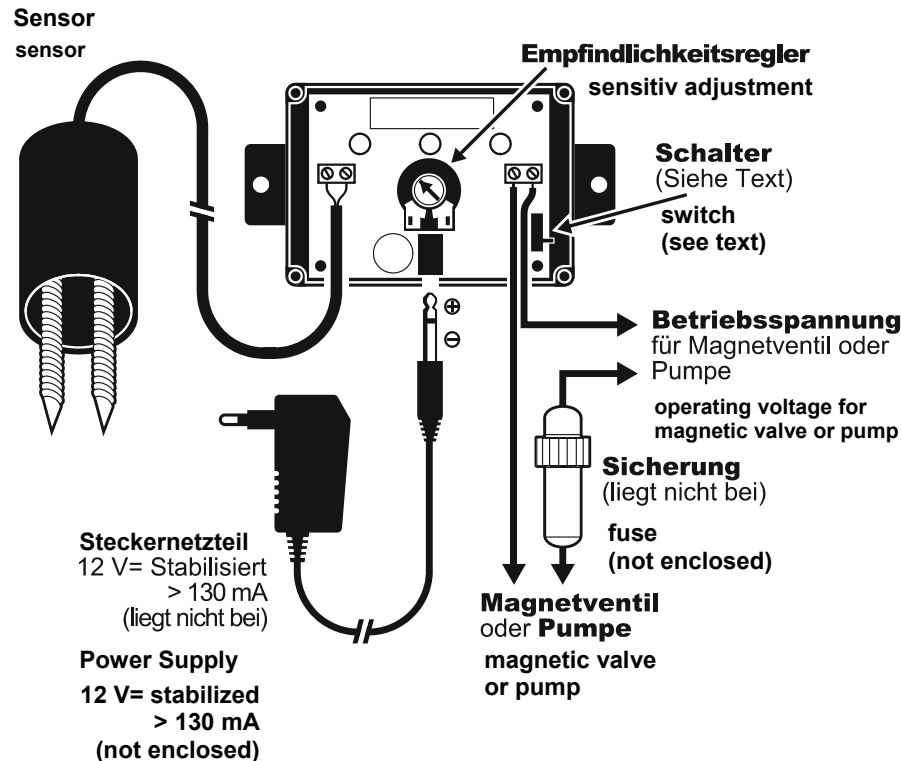 Sensor
sensor
Empfindlichkeitsregler
sensitiv adjustment
Schalter
(Siehe Text)
switch
(see text)
Betriebsspannung
für Magnetventil oder
Pumpe
operating voltage for
magnetic valve or pump
Sicherung
(liegt nicht bei)
fuse
(not enclosed)
Steckernetzteil
12 V= Stabilisiert
> 130 mA
(liegt nicht bei)
Power Supply
12 V= stabilized
> 130 mA
(not enclosed)
Magnetventil
oder Pumpe
magnetic valve
or pump